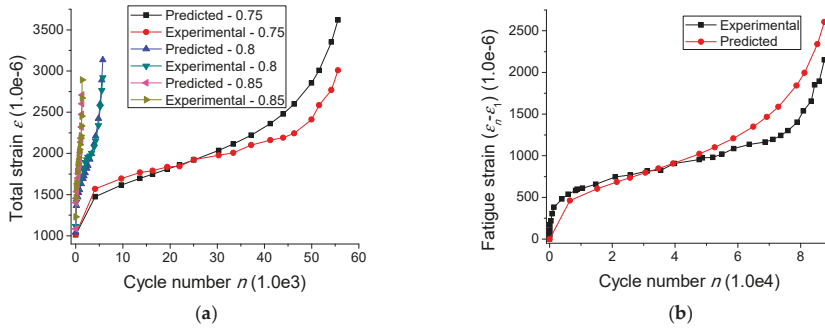 Predicted - 0.75
Experimental - 0.75
Predicted - 0.8
Experimental - 0.8
Predicted - 0.85
Experimental - 0.85
Total strain ε (1.0e-6)
3500
3000
2500
2000
1500
1000
0 10 20 30 40 50 60
Cycle number n (1.0e3)
(a)
Experimental
Predicted
Fatigue strain (εn-ε1) (1.0e-6)
2500
2000
1500
1000
500
0
0 2 4 6 8
Cycle number n (1.0e4)
(b)